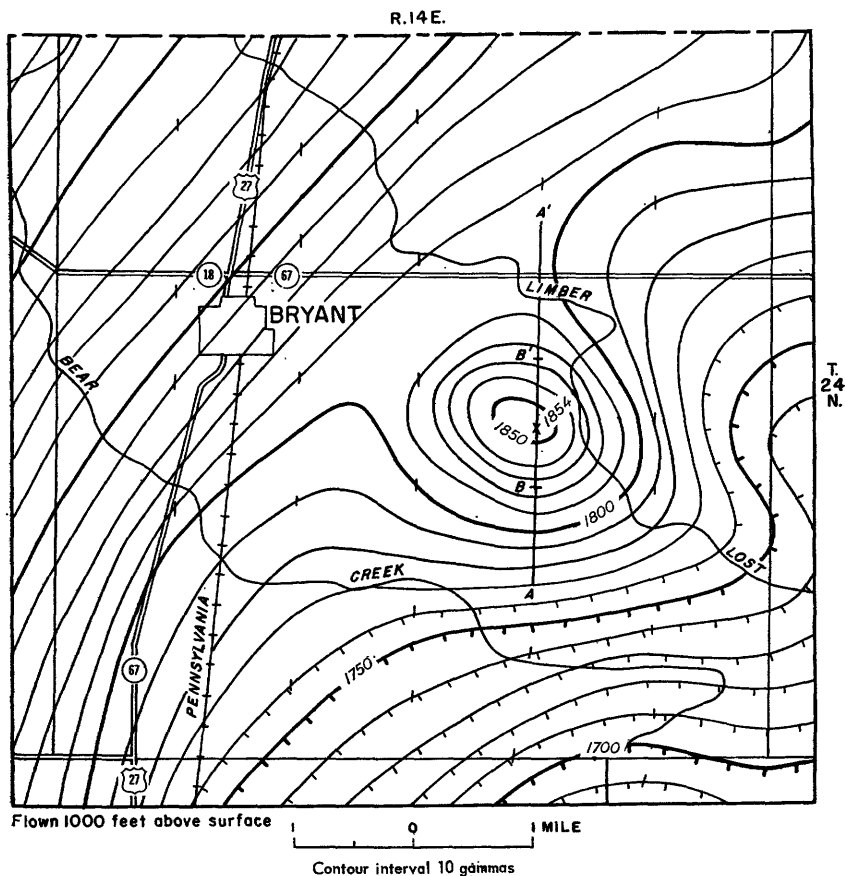 R.14E.
27
A'
18
67
LIMBER
BRYANT
B'
BEAR
T.
24
N.
1854
X
1850
B
1800
LOST
CREEK
A
PENNSYLVANIA
1750
67
1700
27
Flown 1000 feet above surface
1 0 1 MILE
Contour interval 10 gammas